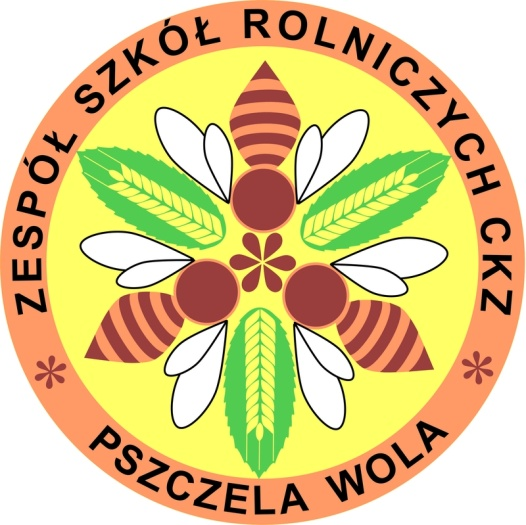 ZESPÓŁ SZKÓŁ ROLNICZYCH CKZ
PSZCZELA WOLA